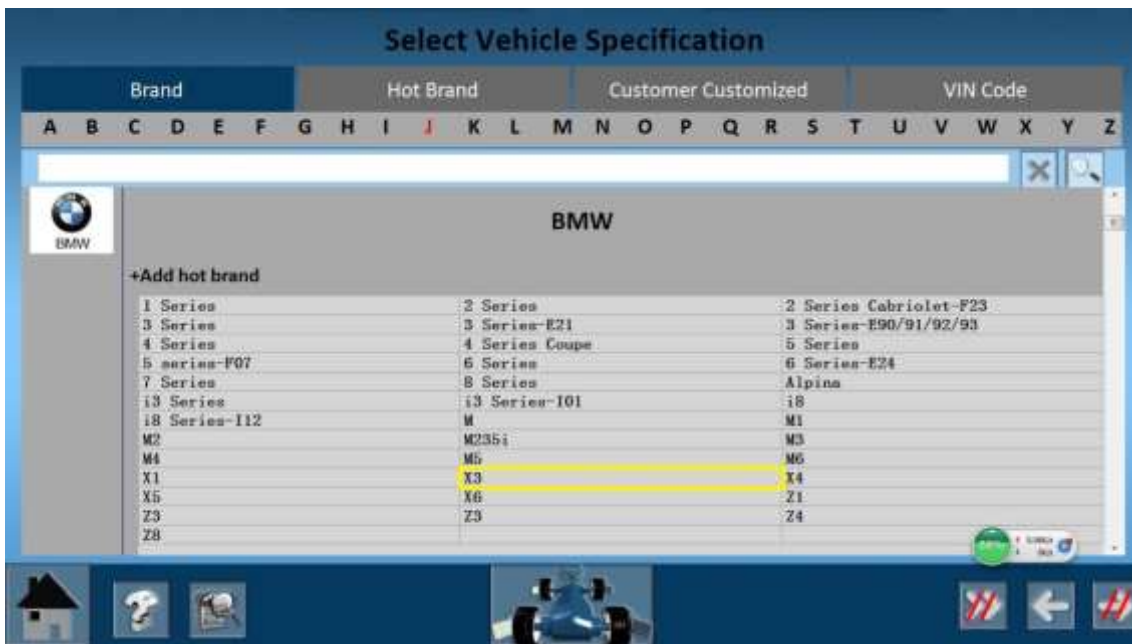 Select Vehicle Specification
Brand Hot Brand Customer Customized VIN Code
A B C D E F G H I J K L M N O P Q R S T U V W X Y Z
BMW
BMW
+Add hot brand
1 Series 2 Series 2 Series Cabriolet-F23
3 Series 3 Series-E21 3 Series-E90/91/92/93
4 Series 4 Series Coupe 5 Series
5 series-F07 6 Series 6 Series-E24
7 Series 8 Series Alpina
i3 Series i3 Series-I01 i8
i8 Series-I12 M M1
M2 M235i M3
M4 M5 M6
X1 X3 X4
X5 X6 Z1
Z3 Z3 Z4
Z8